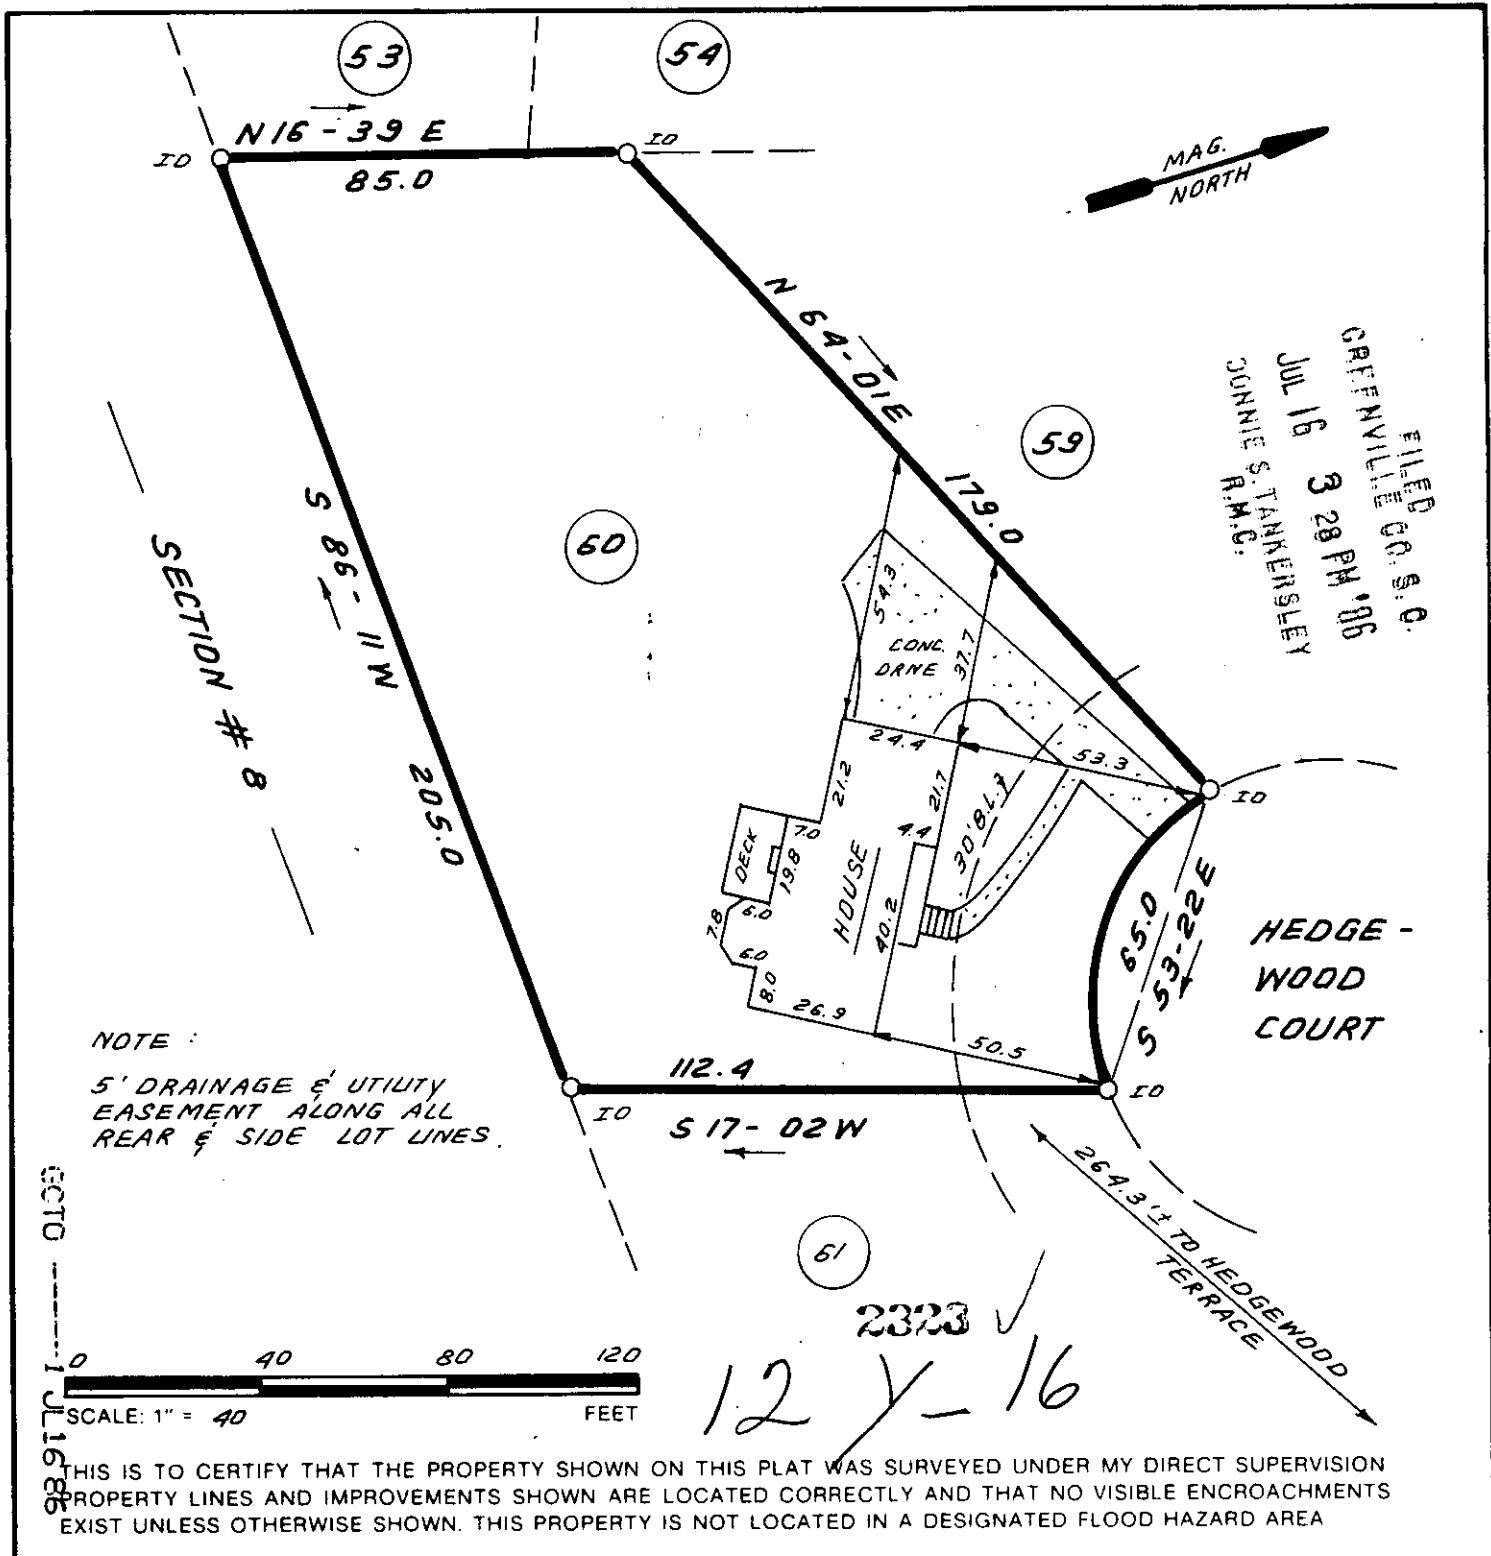 53
54
N 16 - 39 E
85.0
IO
IO
MAG.
NORTH
N 64 - 01 E
179.0
59
FILED
GREENVILLE CO. S. C.
JUL 16 3 28 PM '86
DONNIE S. TANKERSLEY
R.M.C.
60
SECTION # 8
S 86 - 11 W
205.0
54.3
CONC.
DRIVE
37.7
24.4
53.3
21.2
21.7
30' B.L.
4.4
7.0
DECK
19.8
HOUSE
40.2
6.0
7.8
6.0
8.0
26.9
50.5
IO
65.0
S 53-22 E
HEDGE -
WOOD
COURT
112.4
S 17 - 02 W
IO
IO
NOTE :
5' DRAINAGE & UTILITY
EASEMENT ALONG ALL
REAR & SIDE LOT LINES.
264.3'± TO HEDGEWOOD
TERRACE
61
2323
12 Y - 16
GCTO ------1 JL16 86
0 40 80 120
SCALE: 1" = 40 FEET
THIS IS TO CERTIFY THAT THE PROPERTY SHOWN ON THIS PLAT WAS SURVEYED UNDER MY DIRECT SUPERVISION
PROPERTY LINES AND IMPROVEMENTS SHOWN ARE LOCATED CORRECTLY AND THAT NO VISIBLE ENCROACHMENTS
EXIST UNLESS OTHERWISE SHOWN. THIS PROPERTY IS NOT LOCATED IN A DESIGNATED FLOOD HAZARD AREA